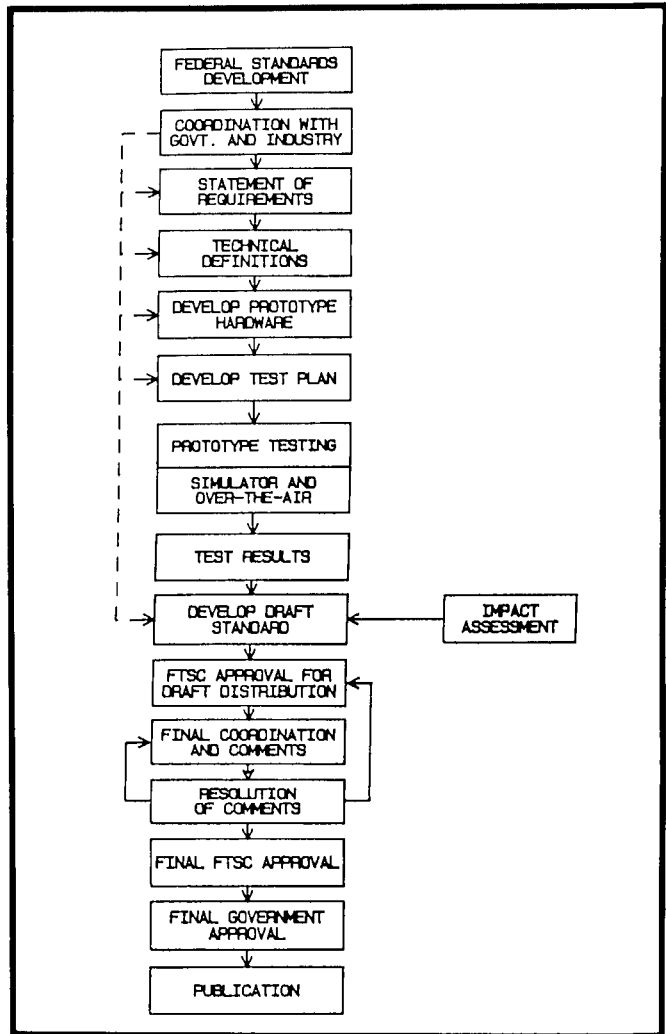 FEDERAL STANDARDS
DEVELOPMENT
COORDINATION WITH
GOVT. AND INDUSTRY
STATEMENT OF
REQUIREMENTS
TECHNICAL
DEFINITIONS
DEVELOP PROTOTYPE
HARDWARE
DEVELOP TEST PLAN
PROTOTYPE TESTING
SIMULATOR AND
OVER-THE-AIR
TEST RESULTS
DEVELOP DRAFT
STANDARD
IMPACT
ASSESSMENT
FTSC APPROVAL FOR
DRAFT DISTRIBUTION
FINAL COORDINATION
AND COMMENTS
RESOLUTION
OF COMMENTS
FINAL FTSC APPROVAL
FINAL GOVERNMENT
APPROVAL
PUBLICATION